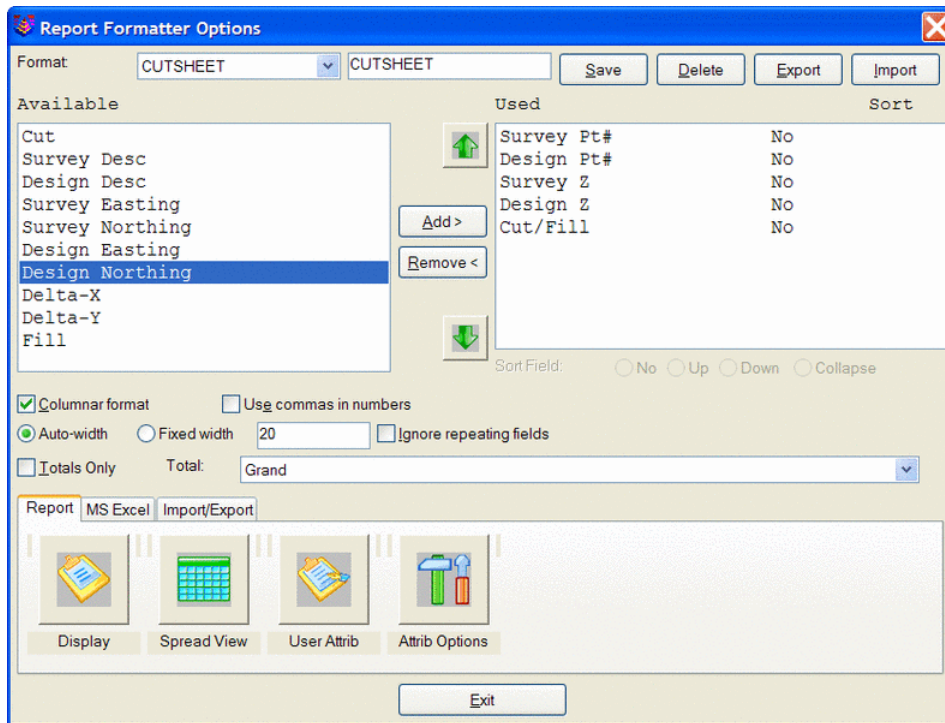 Report Formatter Options
Format: CUTSHEET CUTSHEET Save Delete Export Import
Available Used Sort
Cut
Survey Desc
Design Desc
Survey Easting
Survey Northing
Design Easting
Design Northing
Delta-X
Delta-Y
Fill
Add >
Remove <
Survey Pt# No
Design Pt# No
Survey Z No
Design Z No
Cut/Fill No
Sort Field: No Up Down Collapse
Columnar format Use commas in numbers
Auto-width Fixed width 20 Ignore repeating fields
Totals Only Total: Grand
Report MS Excel Import/Export
Display Spread View User Attrib Attrib Options
Exit